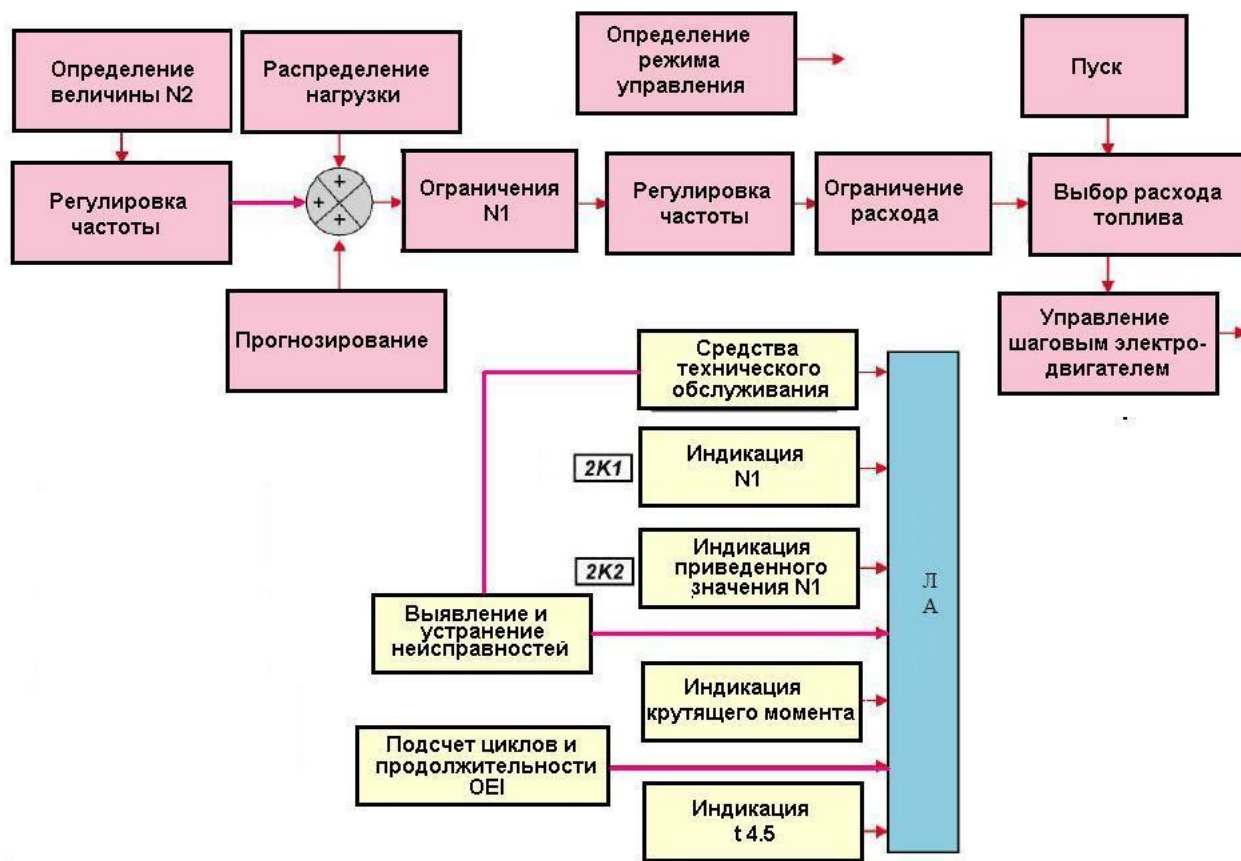 Определение
величины N2
Распределение
нагрузки
Определение
режима
управления
Пуск
Регулировка
частоты
+
+
+
Ограничения
N1
Регулировка
частоты
Ограничение
расхода
Выбор расхода
топлива
Прогнозирование
Управление
шаговым электро-
двигателем
Средства
технического
обслуживания
2K1
Индикация
N1
2K2
Индикация
приведенного
значения N1
Л
А
Выявление и
устранение
неисправностей
Индикация
крутящего момента
Подсчет циклов и
продолжительности
OEI
Индикация
t 4.5